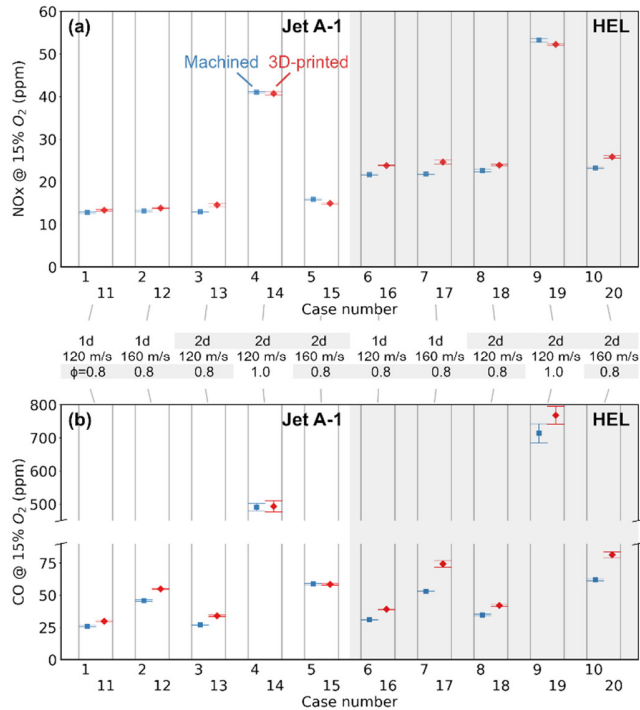 (a) Jet A-1 HEL
Machined 3D-printed
NOx @ 15% O₂ (ppm)
60
50
40
30
20
10
0
1 2 3 4 5 6 7 8 9 10
11 12 13 14 15 16 17 18 19 20
Case number
1d 1d 2d 2d 2d 1d 1d 2d 2d 2d
120 m/s 160 m/s 120 m/s 120 m/s 160 m/s 120 m/s 160 m/s 120 m/s 120 m/s 160 m/s
ϕ=0.8 0.8 0.8 1.0 0.8 0.8 0.8 0.8 1.0 0.8
(b) Jet A-1 HEL
CO @ 15% O₂ (ppm)
800
700
600
500
75
50
25
0
1 2 3 4 5 6 7 8 9 10
11 12 13 14 15 16 17 18 19 20
Case number